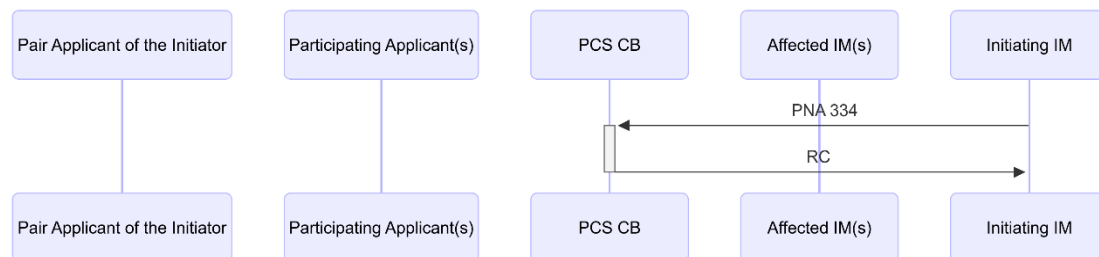 Pair Applicant of the Initiator
Participating Applicant(s)
PCS CB
Affected IM(s)
Initiating IM
PNA 334
RC
Pair Applicant of the Initiator
Participating Applicant(s)
PCS CB
Affected IM(s)
Initiating IM